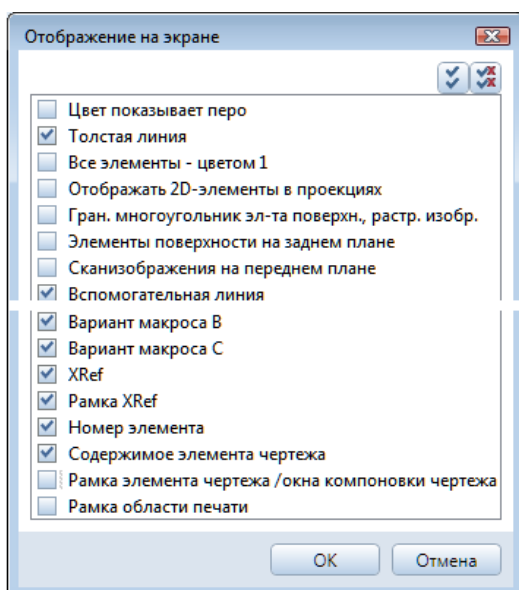 Отображение на экране
Цвет показывает перо
Толстая линия
Все элементы - цветом 1
Отображать 2D-элементы в проекциях
Гран. многоугольник эл-та поверхн., растр. изобр.
Элементы поверхности на заднем плане
Сканизображения на переднем плане
Вспомогательная линия
Вариант макроса B
Вариант макроса C
XRef
Рамка XRef
Номер элемента
Содержимое элемента чертежа
Рамка элемента чертежа /окна компоновки чертежа
Рамка области печати
OK
Отмена